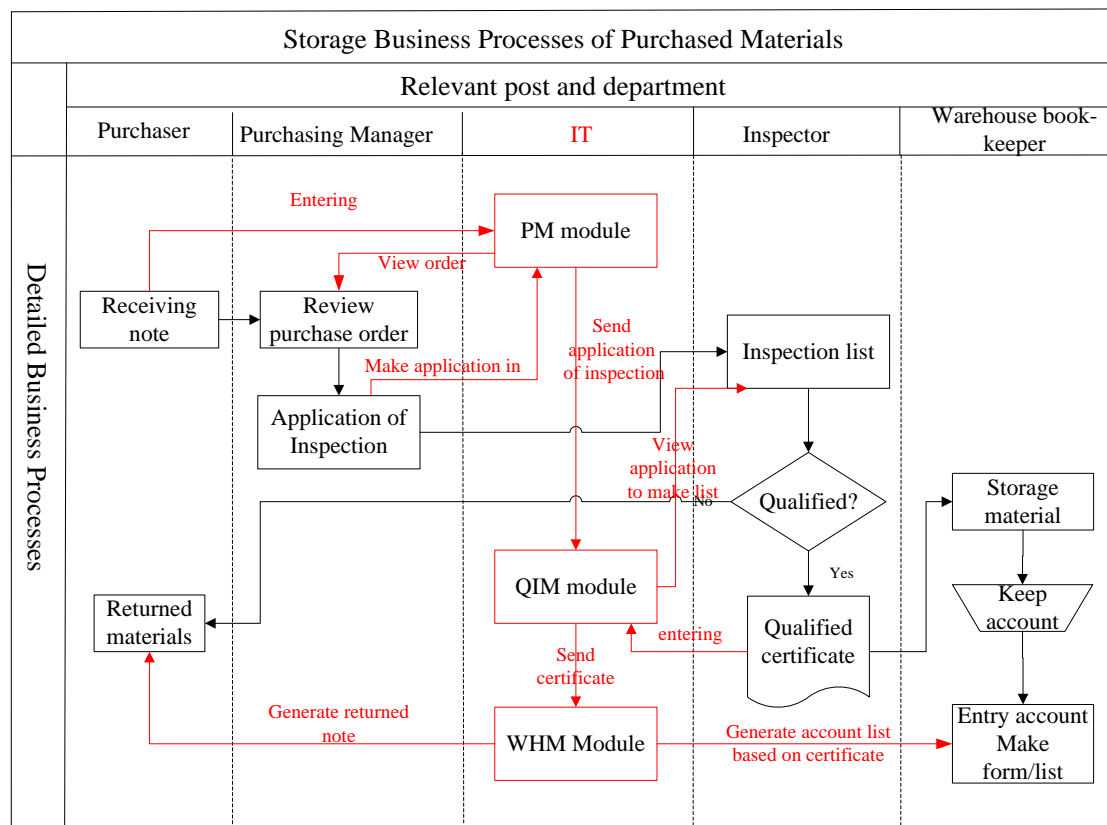 Storage Business Processes of Purchased Materials
Relevant post and department
Purchaser
Purchasing Manager
IT
Inspector
Warehouse book-
keeper
Detailed Business Processes
Entering
PM module
View order
Receiving
note
Review
purchase order
Send
application
of inspection
Inspection list
Make application in
Application of
Inspection
View
application
to make list
No
Qualified?
Storage
material
QIM module
Yes
Keep
account
Returned
materials
entering
Qualified
certificate
Send
certificate
Generate returned
note
WHM Module
Generate account list
based on certificate
Entry account
Make
form/list